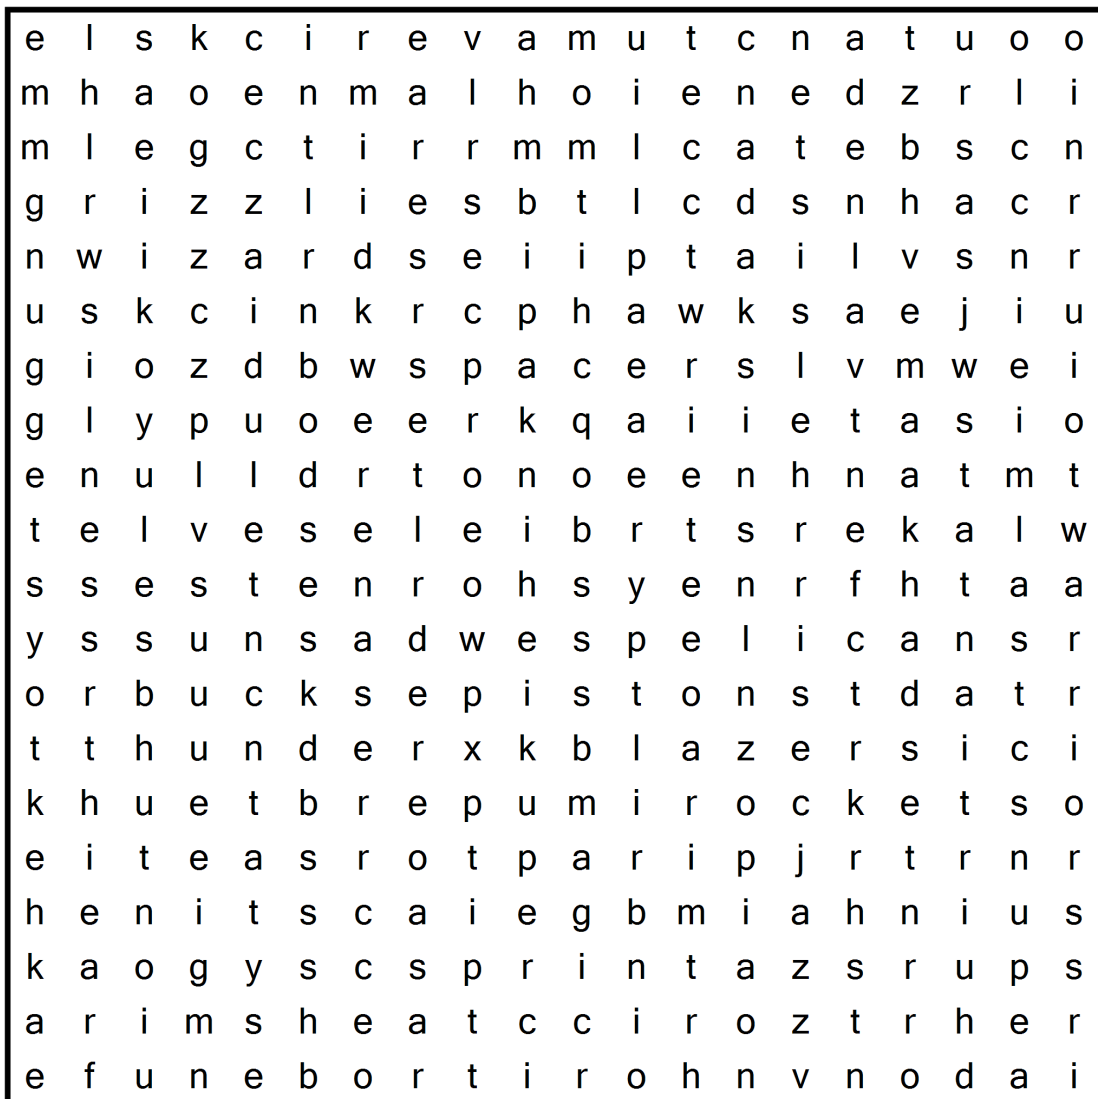 e l s k c i r e v a m u t c n a t u o o
m h a o e n m a l h o i e n e d z r l i
m l e g c t i r r m m l c a t e b s c n
g r i z z l i e s b t l c d s n h a c r
n w i z a r d s e i i p t a i l v s n r
u s k c i n k r c p h a w k s a e j i u
g i o z d b w s p a c e r s l v m w e i
g l y p u o e e r k q a i i e t a s i o
e n u l l d r t o n o e e n h n a t m t
t e l v e s e l e i b r t s r e k a l w
s s e s t e n r o h s y e n r f h t a a
y s s u n s a d w e s p e l i c a n s r
o r b u c k s e p i s t o n s t d a t r
t t h u n d e r x k b l a z e r s i c i
k h u e t b r e p u m i r o c k e t s o
e i t e a s r o t p a r i p j r t r n r
h e n i t s c a i e g b m i a h n i u s
k a o g y s c s p r i n t a z s r u p s
a r i m s h e a t c c i r o z t r h e r
e f u n e b o r t i r o h n v n o d a i